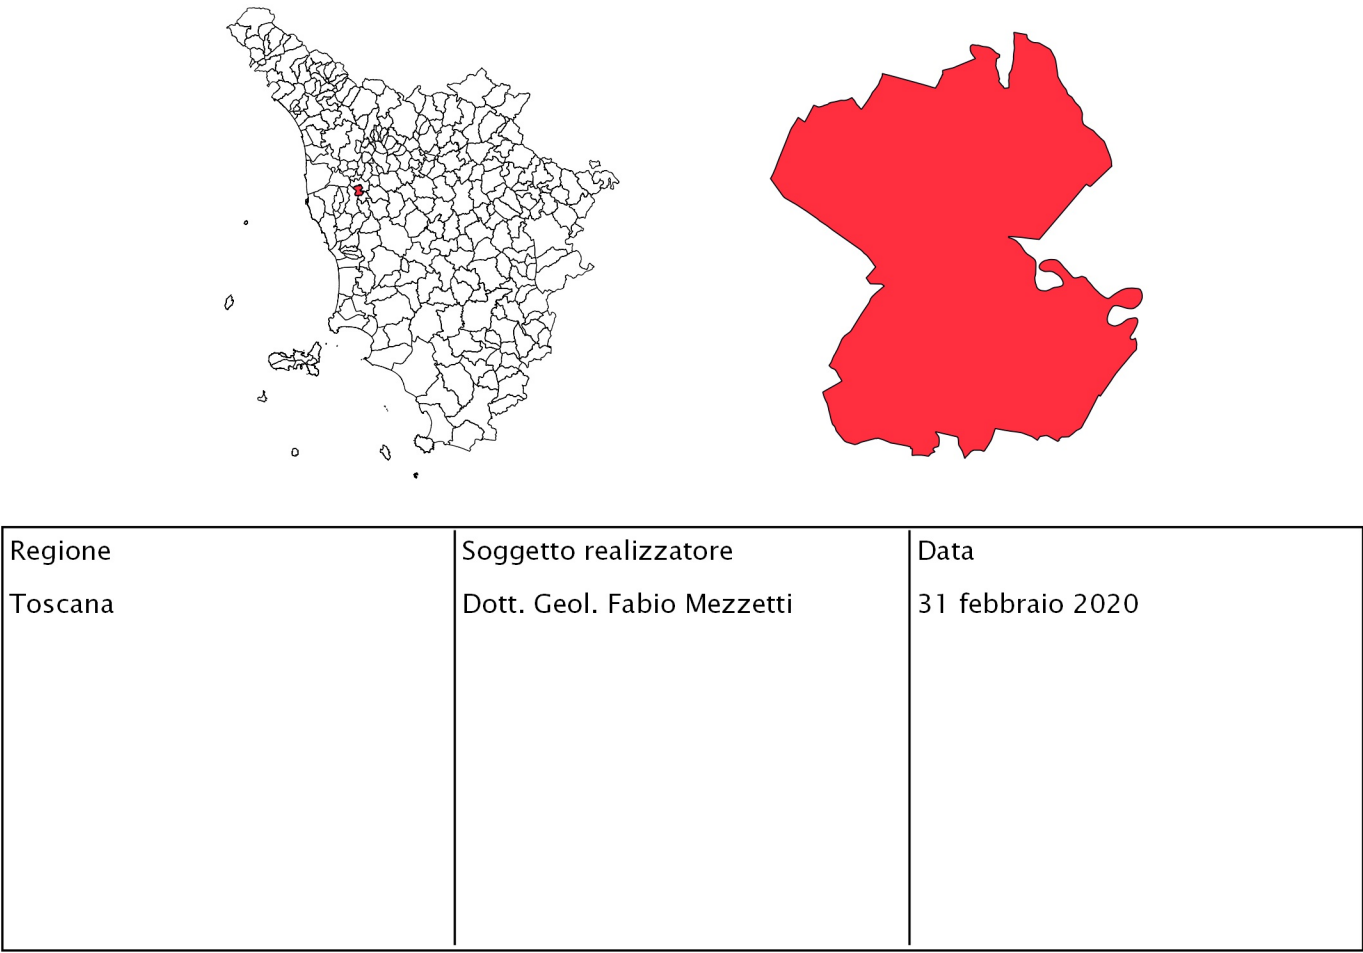 Regione
Soggetto realizzatore
Data
Toscana
Dott. Geol. Fabio Mezzetti
31 febbraio 2020